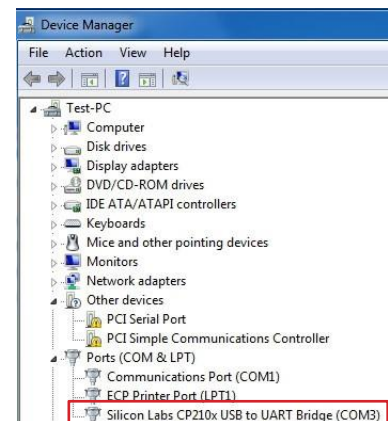 Device Manager
File Action View Help
Test-PC
Computer
Disk drives
Display adapters
DVD/CD-ROM drives
IDE ATA/ATAPI controllers
Keyboards
Mice and other pointing devices
Monitors
Network adapters
Other devices
PCI Serial Port
PCI Simple Communications Controller
Ports (COM & LPT)
Communications Port (COM1)
ECP Printer Port (LPT1)
Silicon Labs CP210x USB to UART Bridge (COM3)